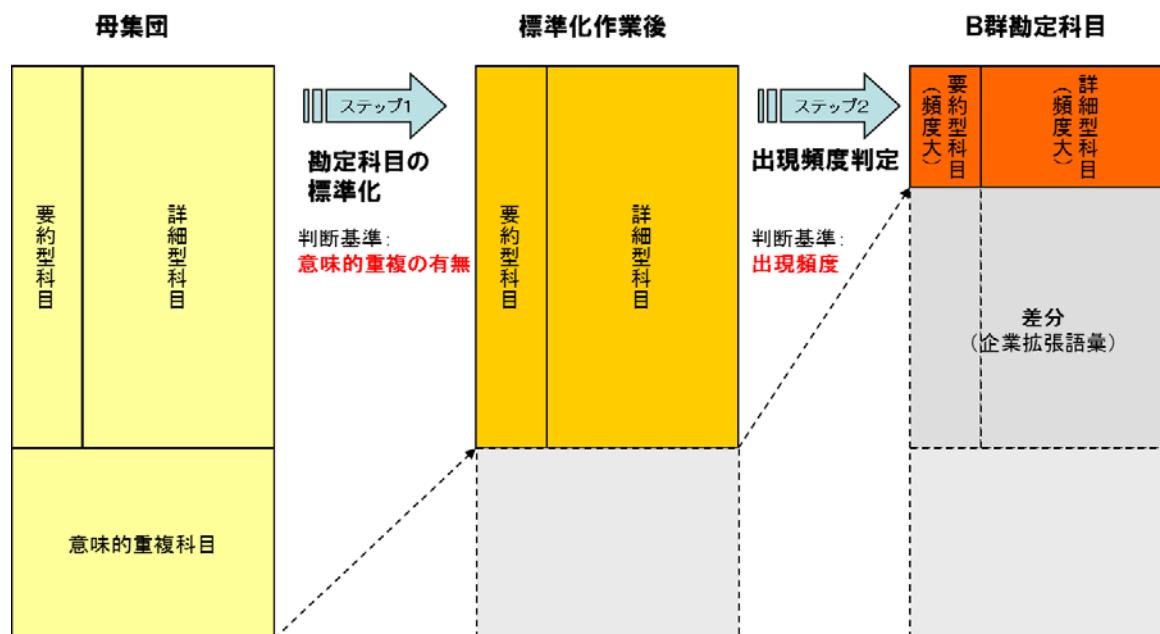 母集団
標準化作業後
B群勘定科目
要約型科目
詳細型科目
意味的重複科目
ステップ1
勘定科目の
標準化
判断基準:
意味的重複の有無
要約型科目
詳細型科目
ステップ2
出現頻度判定
判断基準:
出現頻度
要約型科目
(頻度大)
詳細型科目
(頻度大)
差分
(企業拡張語彙)